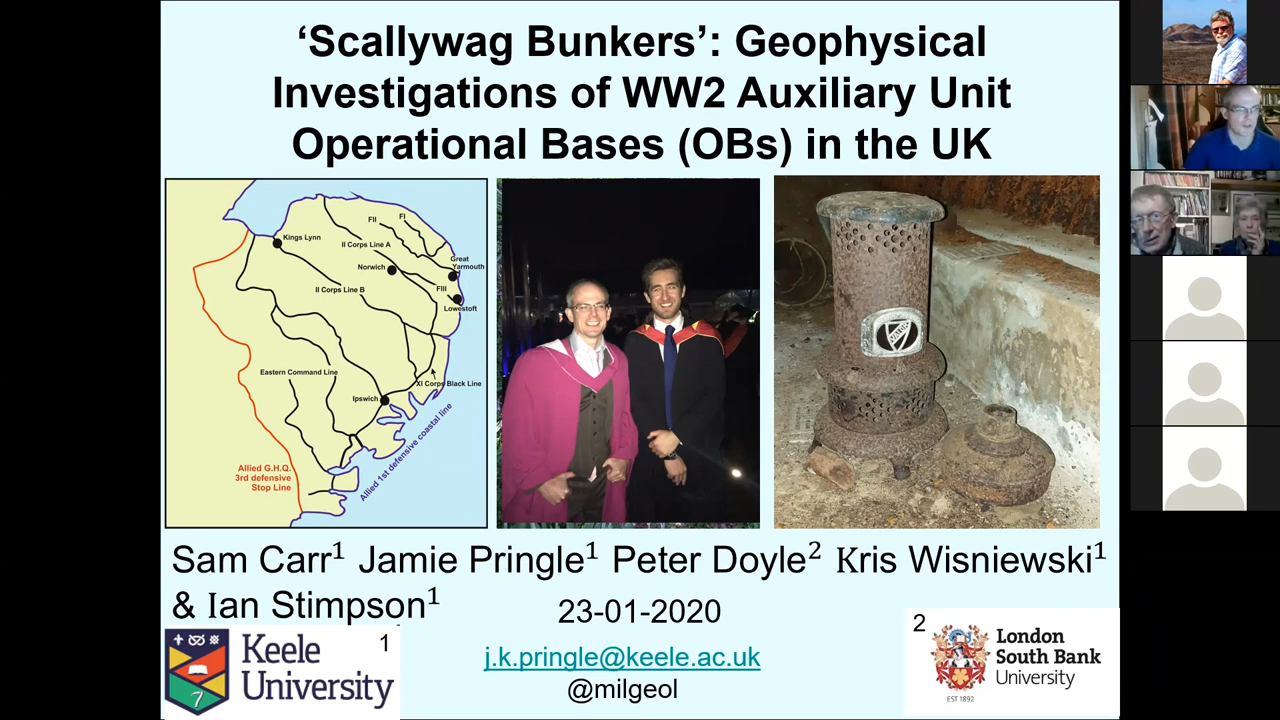 ‘Scallywag Bunkers’: Geophysical
Investigations of WW2 Auxiliary Unit
Operational Bases (OBs) in the UK
Kings Lynn
FII
FI
II Corps Line A
Norwich
Great
Yarmouth
II Corps Line B
FIII
Lowestoft
Eastern Command Line
XI Corps Black Line
Ipswich
Allied 1st defensive coastal line
Allied G.H.Q.
3rd defensive
Stop Line
VALOR
Sam Carr¹ Jamie Pringle¹ Peter Doyle² Kris Wisniewski¹
& Ian Stimpson¹
23-01-2020
Keele
University
1
j.k.pringle@keele.ac.uk
@milgeol
2
London
South Bank
University
EST 1892